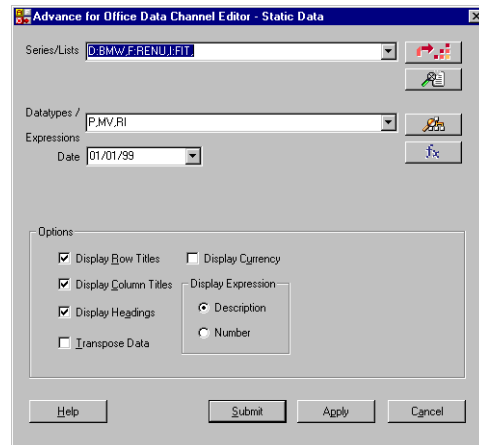 Advance for Office Data Channel Editor - Static Data
Series/Lists D:BMW,F:RENU,I:FIT,
Datatypes / Expressions P,MV,RI
fx
Date 01/01/99
Options
Display Row Titles Display Currency
Display Column Titles Display Expression
Display Headings Description
Transpose Data Number
Help Submit Apply Cancel